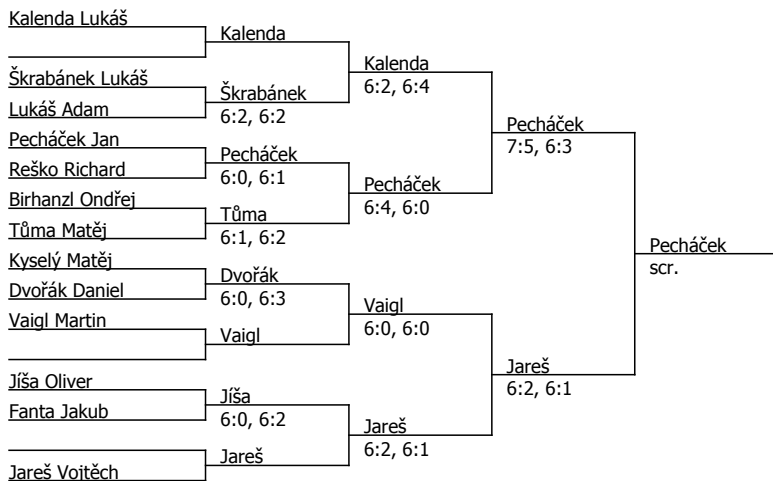 Kalenda Lukáš
Škrabánek Lukáš
Lukáš Adam
Pecháček Jan
Reško Richard
Birhanzl Ondřej
Tůma Matěj
Kyselý Matěj
Dvořák Daniel
Vaigl Martin
Jíša Oliver
Fanta Jakub
Jareš Vojtěch
Kalenda
Škrabánek
6:2, 6:2
Pecháček
6:0, 6:1
Tůma
6:1, 6:2
Dvořák
6:0, 6:3
Vaigl
Jíša
6:0, 6:2
Jareš
Kalenda
6:2, 6:4
Pecháček
6:4, 6:0
Vaigl
6:0, 6:0
Jareš
6:2, 6:1
Pecháček
7:5, 6:3
Jareš
6:2, 6:1
Pecháček
scr.